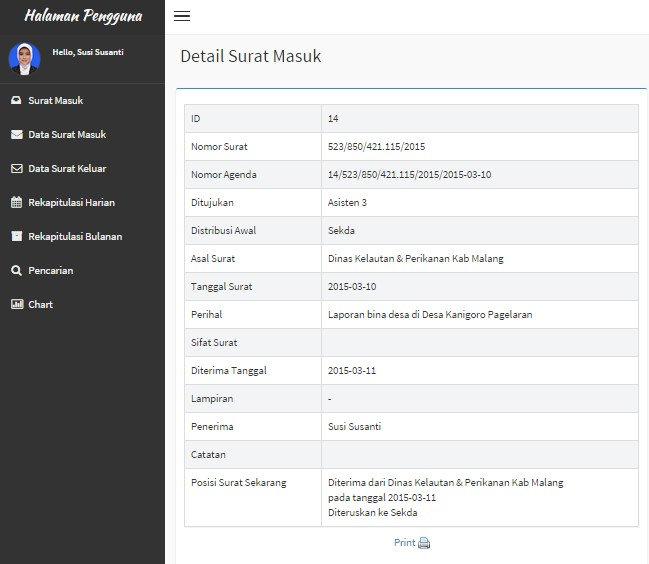 Halaman Pengguna
Hello, Susi Susanti
Surat Masuk
Data Surat Masuk
Data Surat Keluar
Rekapitulasi Harian
Rekapitulasi Bulanan
Pencarian
Chart
Detail Surat Masuk
ID 14
Nomor Surat 523/850/421.115/2015
Nomor Agenda 14/523/850/421.115/2015/2015-03-10
Ditujukan Asisten 3
Distribusi Awal Sekda
Asal Surat Dinas Kelautan & Perikanan Kab Malang
Tanggal Surat 2015-03-10
Perihal Laporan bina desa di Desa Kanigoro Pagelaran
Sifat Surat
Diterima Tanggal 2015-03-11
Lampiran -
Penerima Susi Susanti
Catatan
Posisi Surat Sekarang Diterima dari Dinas Kelautan & Perikanan Kab Malang
pada tanggal 2015-03-11
Diteruskan ke Sekda
Print